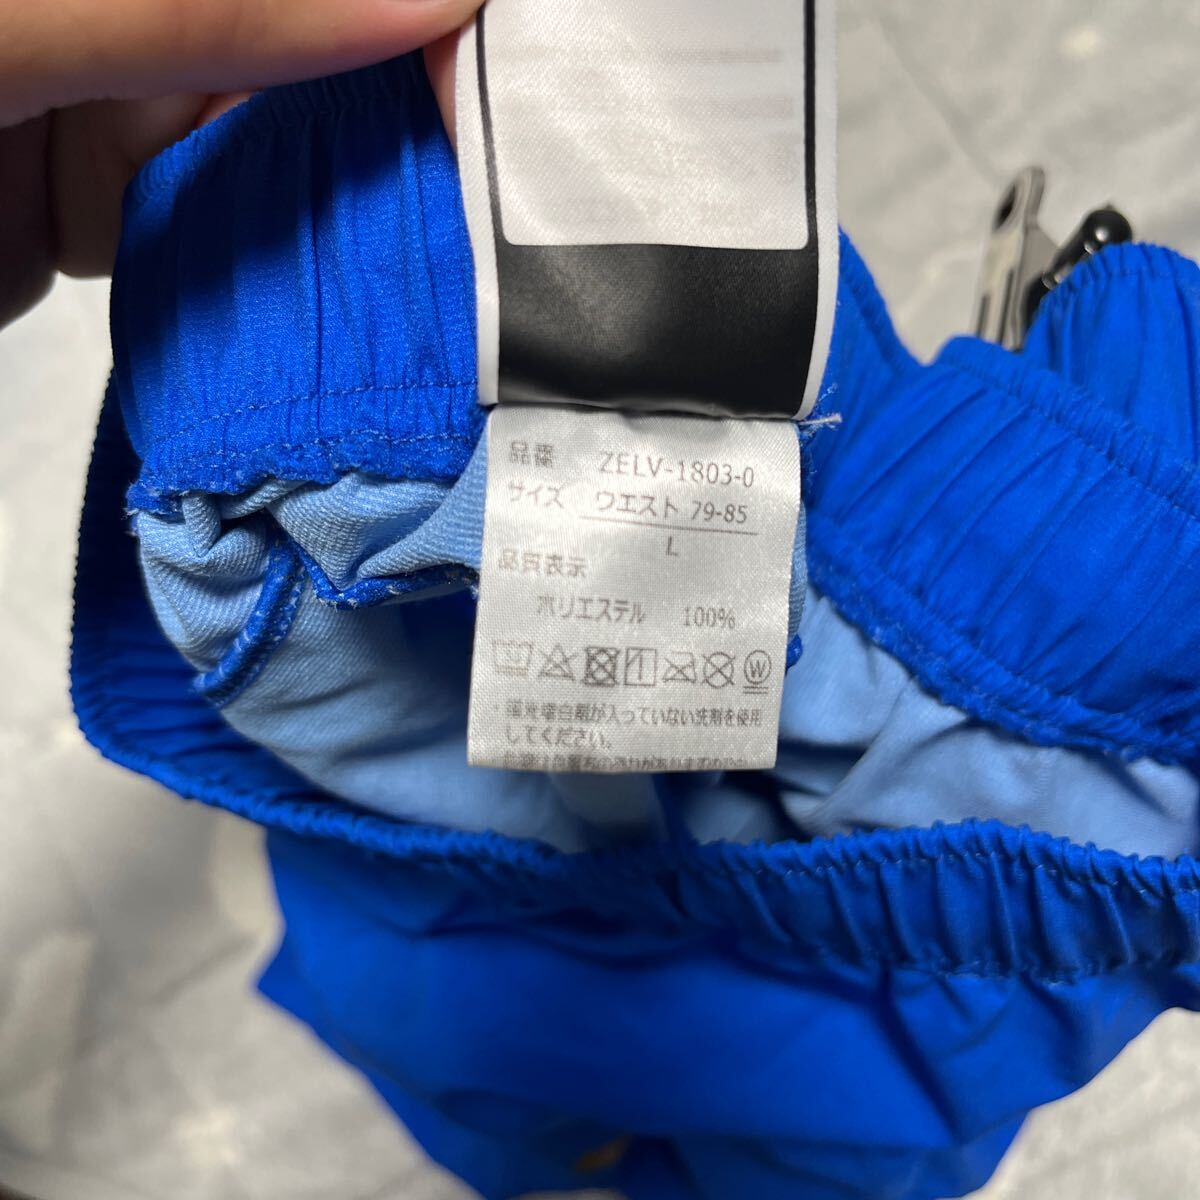 品番 ZELV-1803-0
サイズ ウエスト 79-85
L
品質表示
ポリエステル 100%
W
・蛍光増白剤が入っていない洗剤を使用
してください。